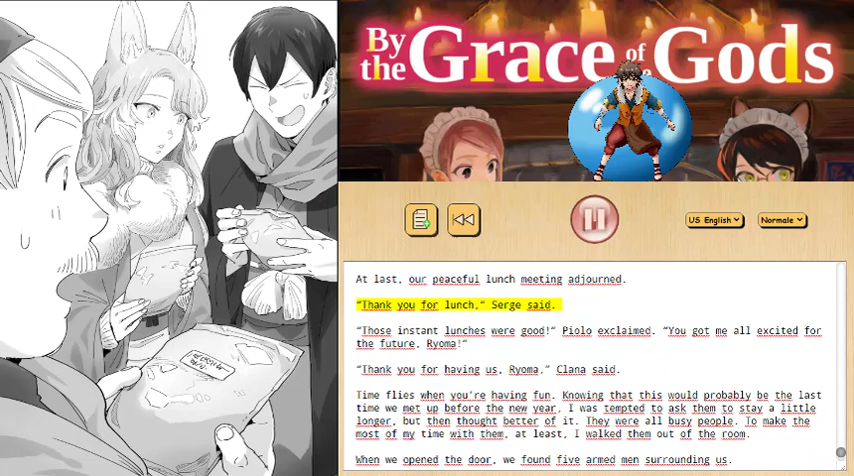 By
the Grace of Gods
US English
Normale
At last, our peaceful lunch meeting adjourned.
“Thank you for lunch,” Serge said.
“Those instant lunches were good!” Piolo exclaimed. “You got me all excited for
the future, Ryoma!”
“Thank you for having us, Ryoma,” Clana said.
Time flies when you're having fun. Knowing that this would probably be the last
time we met up before the new year, I was tempted to ask them to stay a little
longer, but then thought better of it. They were all busy people. To make the
most of my time with them, at least, I walked them out of the room.
When we opened the door, we found five armed men surrounding us.